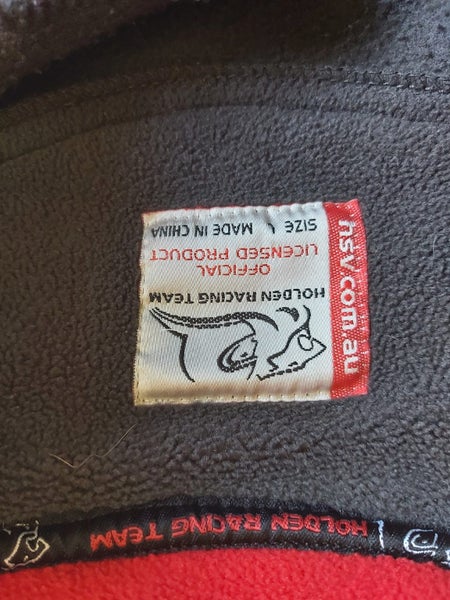 HOLDEN RACING TEAM
HOLDEN RACING TEAM
OFFICIAL
LICENSED PRODUCT
SIZE L MADE IN CHINA
hsv.com.au